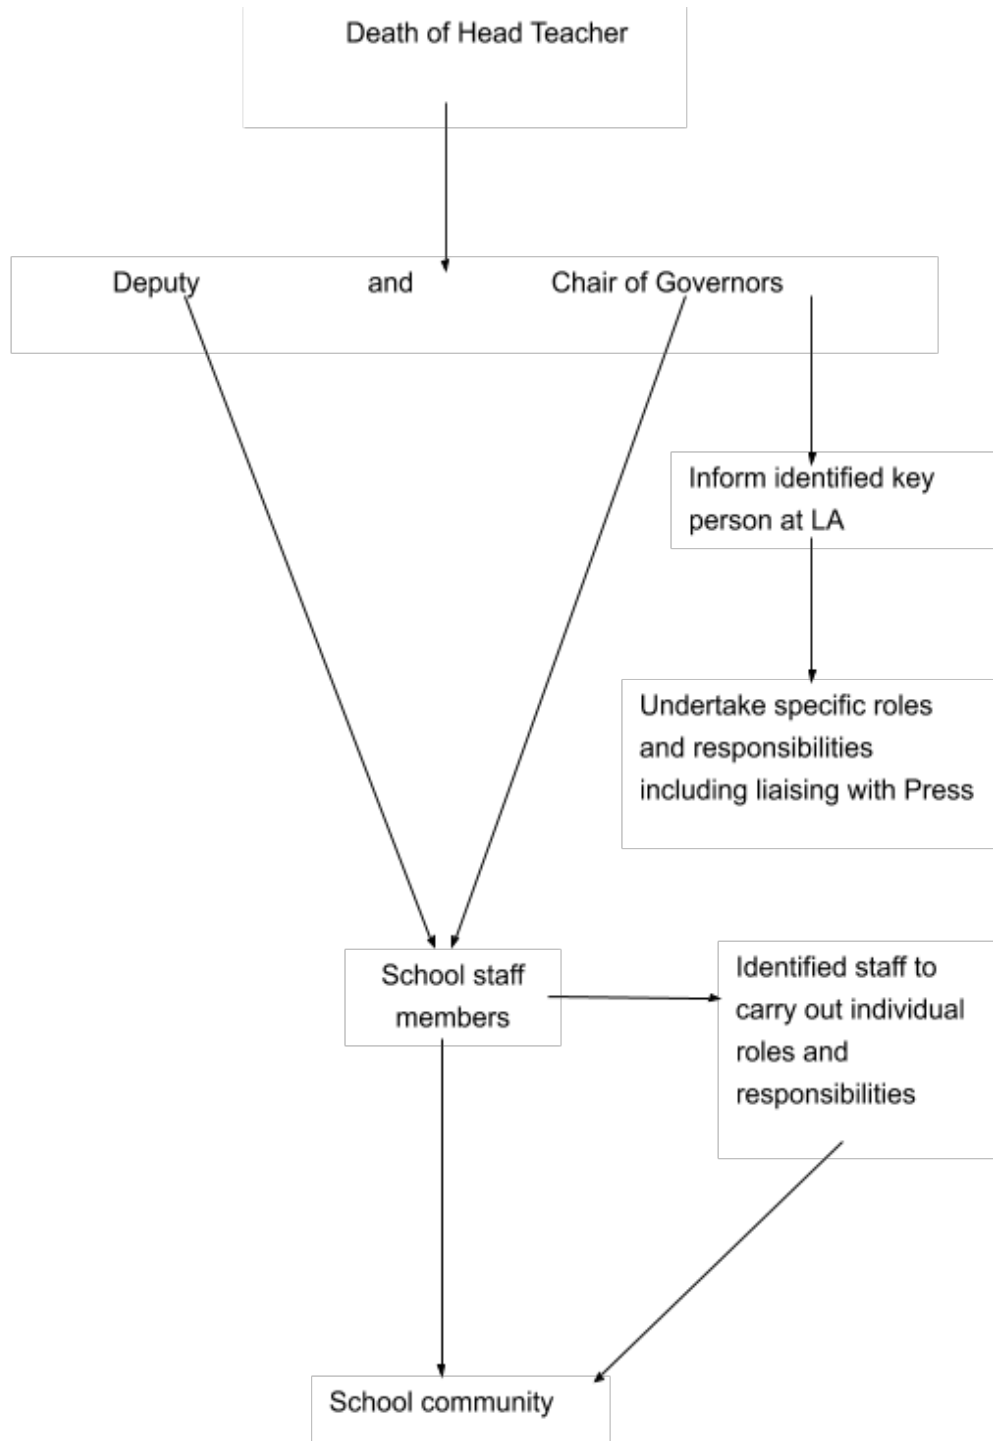 Death of Head Teacher
Deputy and Chair of Governors
Inform identified key
person at LA
Undertake specific roles
and responsibilities
including liaising with Press
School staff
members
Identified staff to
carry out individual
roles and
responsibilities
School community